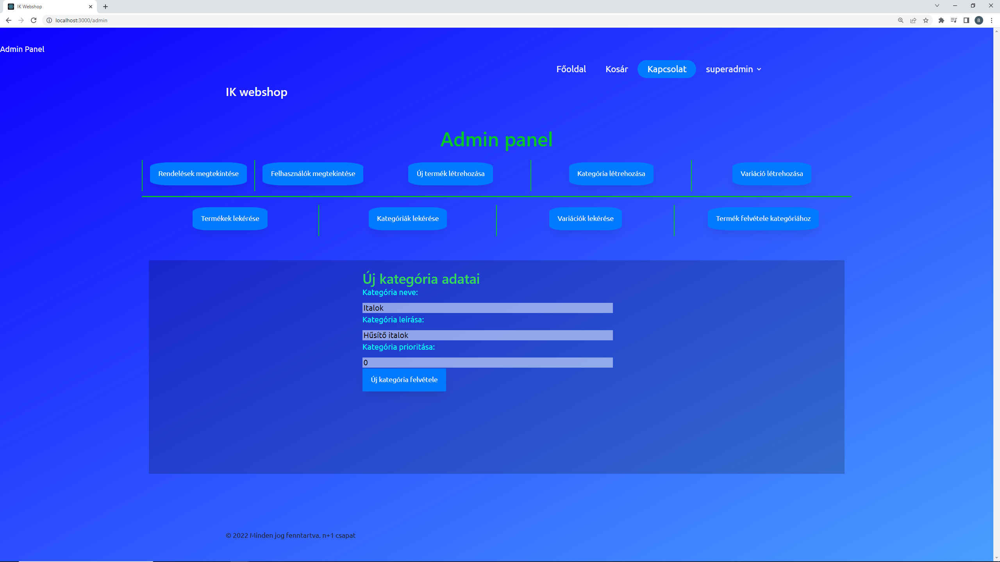 IK Webshop
localhost:3000/admin
B
Admin Panel
Főoldal Kosár Kapcsolat superadmin
IK webshop
Admin panel
Rendelések megtekintése Felhasználók megtekintése Új termék létrehozása Kategória létrehozása Variáció létrehozása
Termékek lekérése Kategóriák lekérése Variációk lekérése Termék felvétele kategóriához
Új kategória adatai
Kategória neve:
Italok
Kategória leírása:
Hűsítő italok
Kategória prioritása:
0
Új kategória felvétele
© 2022 Minden jog fenntartva. n+1 csapat